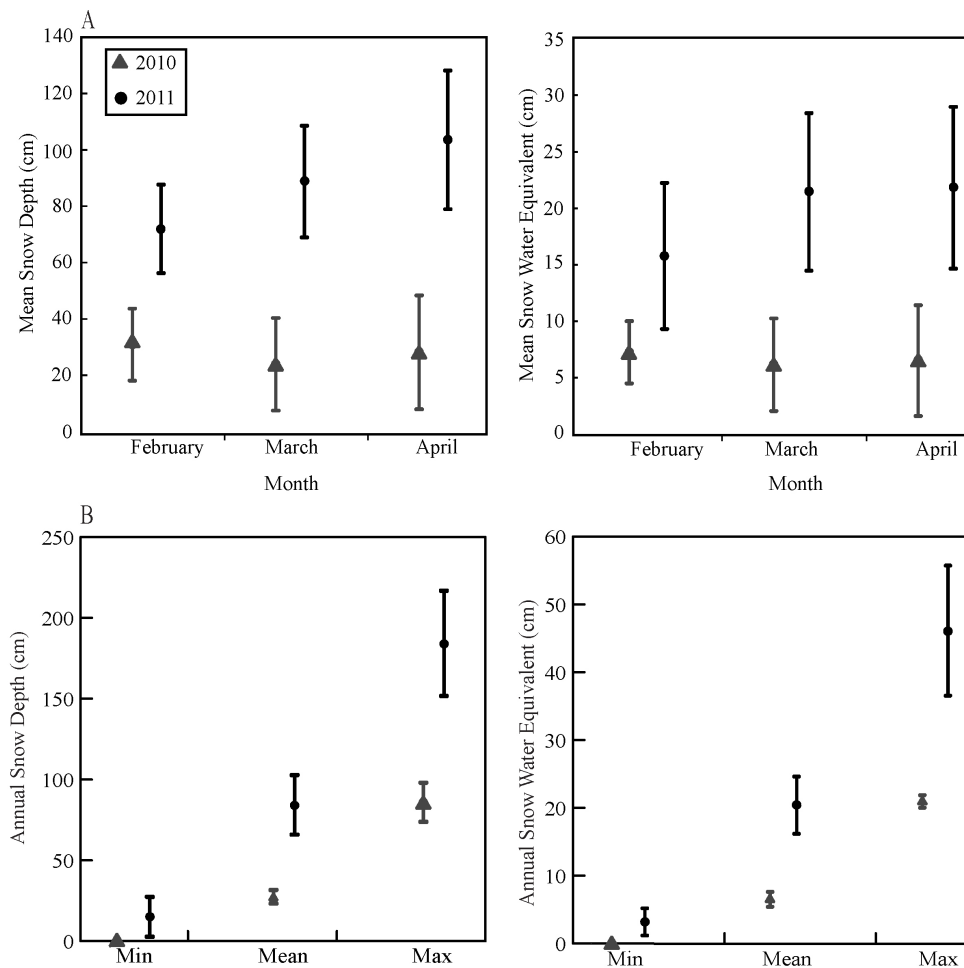 A
Mean Snow Depth (cm)
140
120
100
80
60
40
20
0
2010
2011
February March April
Month
Mean Snow Water Equivalent (cm)
35
30
25
20
15
10
5
0
February March April
Month
B
Annual Snow Depth (cm)
250
200
150
100
50
0
Min Mean Max
Annual Snow Water Equivalent (cm)
60
50
40
30
20
10
0
Min Mean Max